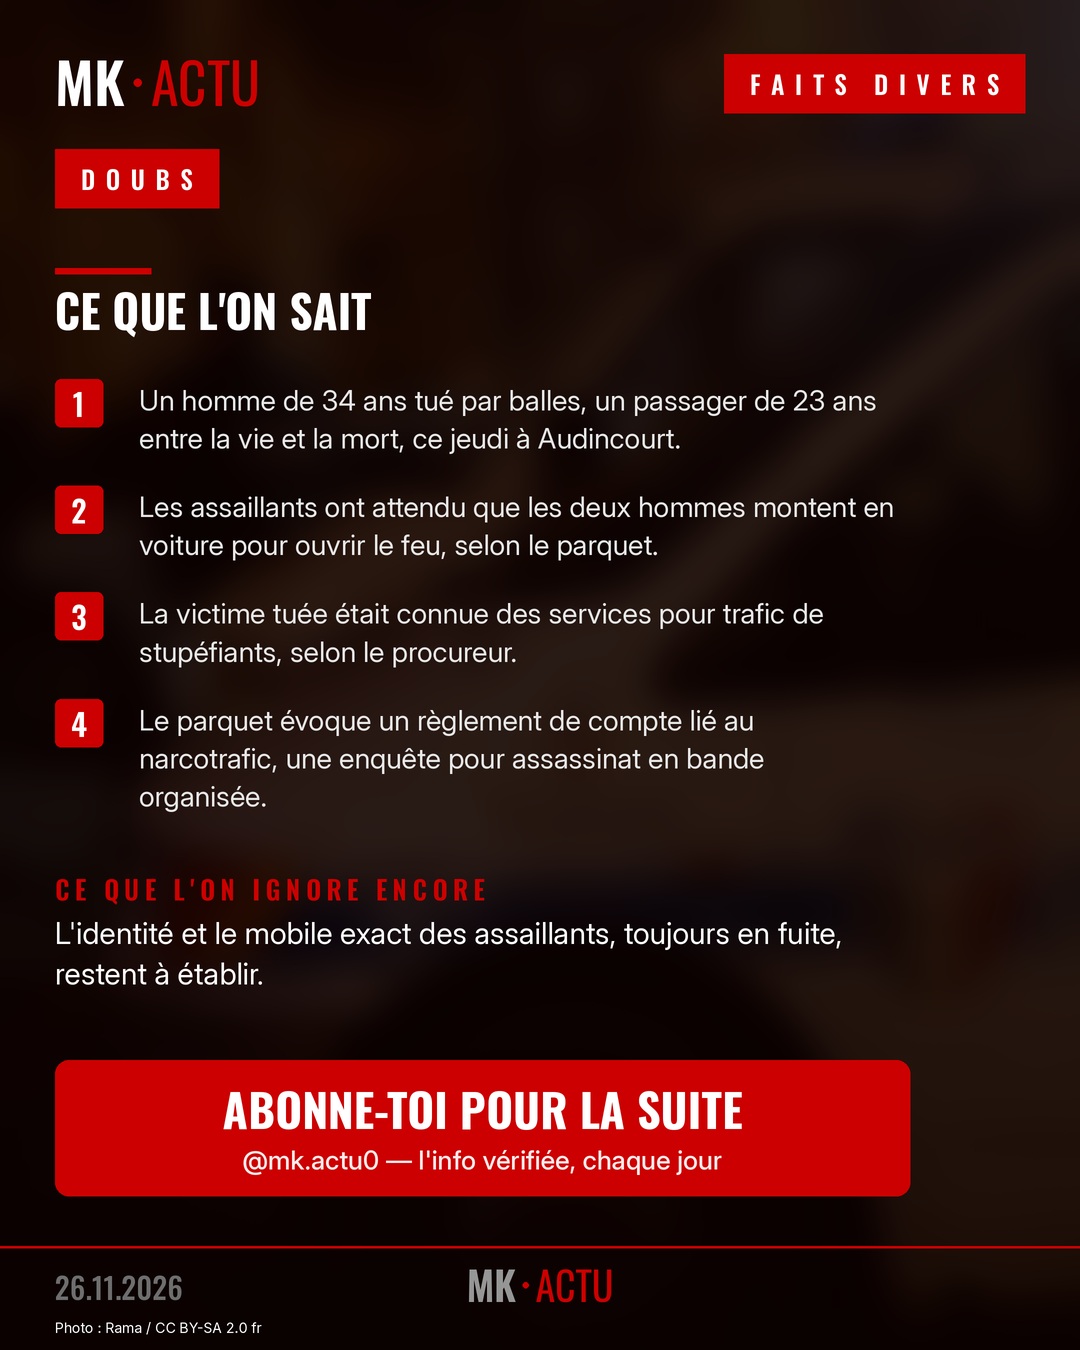 MK·ACTU
FAITS DIVERS
DOUBS
CE QUE L'ON SAIT
1
Un homme de 34 ans tué par balles, un passager de 23 ans
entre la vie et la mort, ce jeudi à Audincourt.
2
Les assaillants ont attendu que les deux hommes montent en
voiture pour ouvrir le feu, selon le parquet.
3
La victime tuée était connue des services pour trafic de
stupéfiants, selon le procureur.
4
Le parquet évoque un règlement de compte lié au
narcotrafic, une enquête pour assassinat en bande
organisée.
CE QUE L'ON IGNORE ENCORE
L'identité et le mobile exact des assaillants, toujours en fuite,
restent à établir.
ABONNE-TOI POUR LA SUITE
@mk.actu0 — l'info vérifiée, chaque jour
26.11.2026
MK·ACTU
Photo : Rama / CC BY-SA 2.0 fr